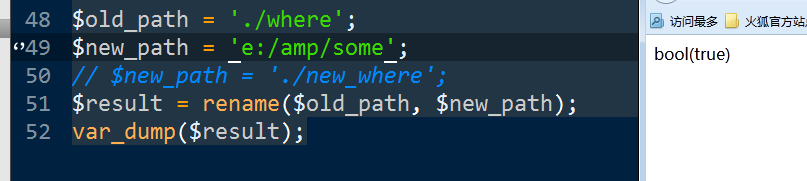 48 $old_path = './where';
49 $new_path = 'e:/amp/some';
50 // $new_path = './new_where';
51 $result = rename($old_path, $new_path);
52 var_dump($result);
访问最多 火狐官方站点
bool(true)